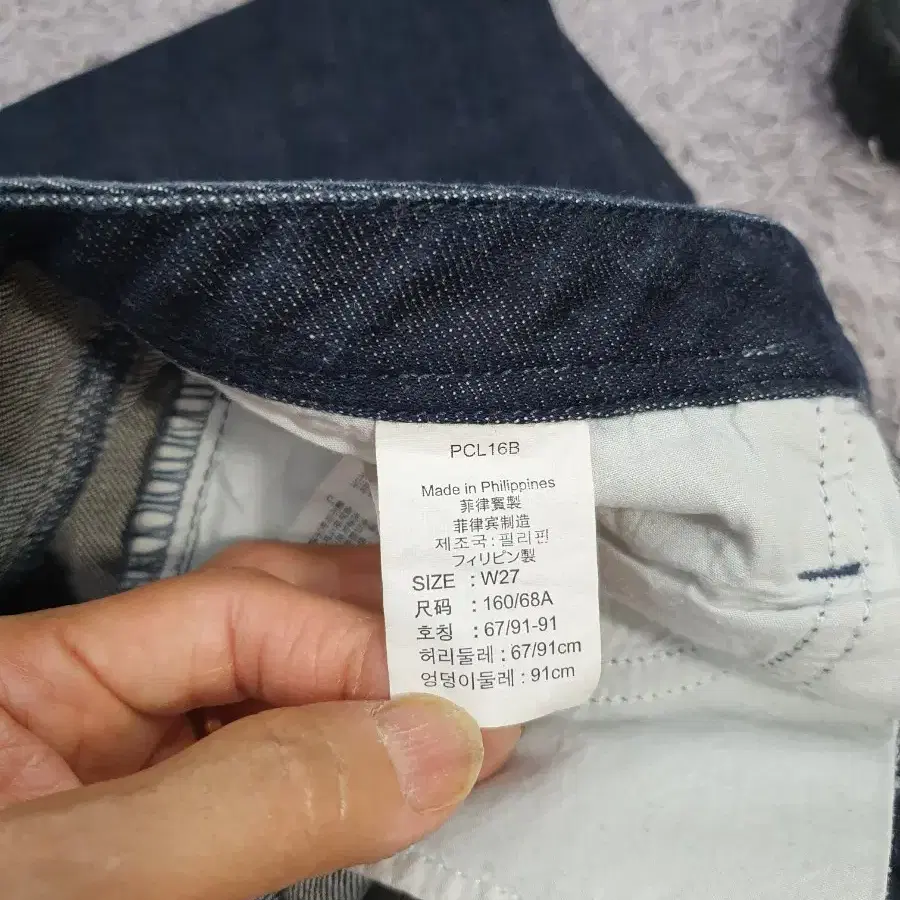 PCL16B
Made in Philippines
菲律賓製
菲律宾制造
제조국:필리핀
フィリピン製
SIZE : W27
尺码 : 160/68A
호칭 : 67/91-91
허리둘레 : 67/91cm
엉덩이둘레 : 91cm